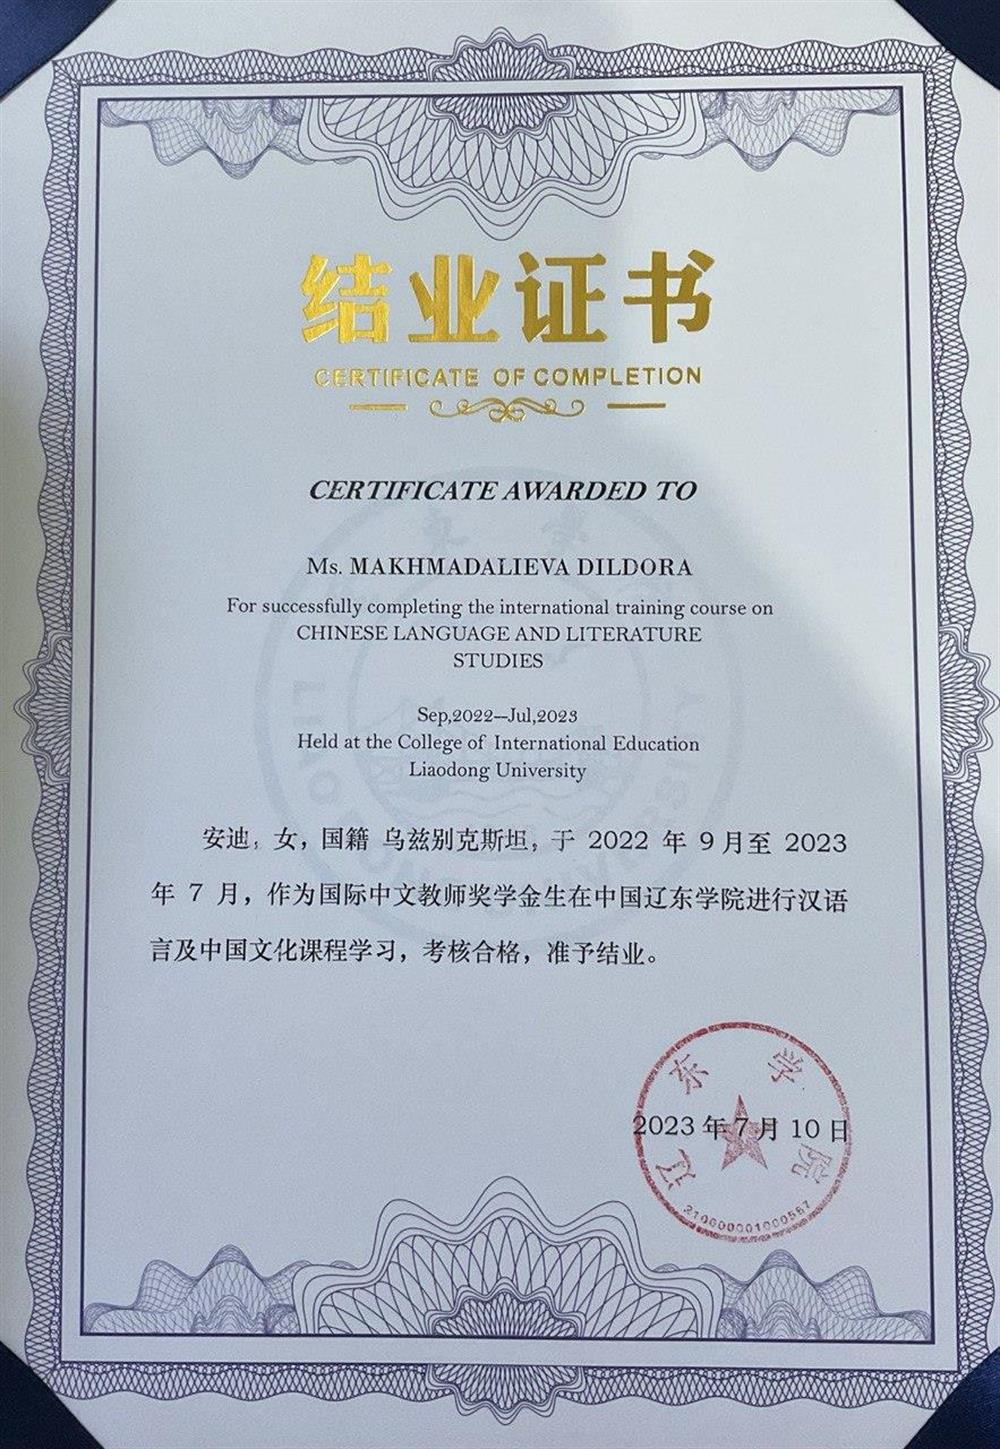 结业证书
CERTIFICATE OF COMPLETION
CERTIFICATE AWARDED TO
Ms. MAKHMADALIEVA DILDORA
For successfully completing the international training course on
CHINESE LANGUAGE AND LITERATURE
STUDIES
Sep,2022--Jul,2023
Held at the College of International Education
Liaodong University
安迪，女，国籍 乌兹别克斯坦，于 2022 年 9 月至 2023
年 7 月，作为国际中文教师奖学金生在中国辽东学院进行汉语
言及中国文化课程学习，考核合格，准予结业。
辽东学院
2023 年 7 月 10 日